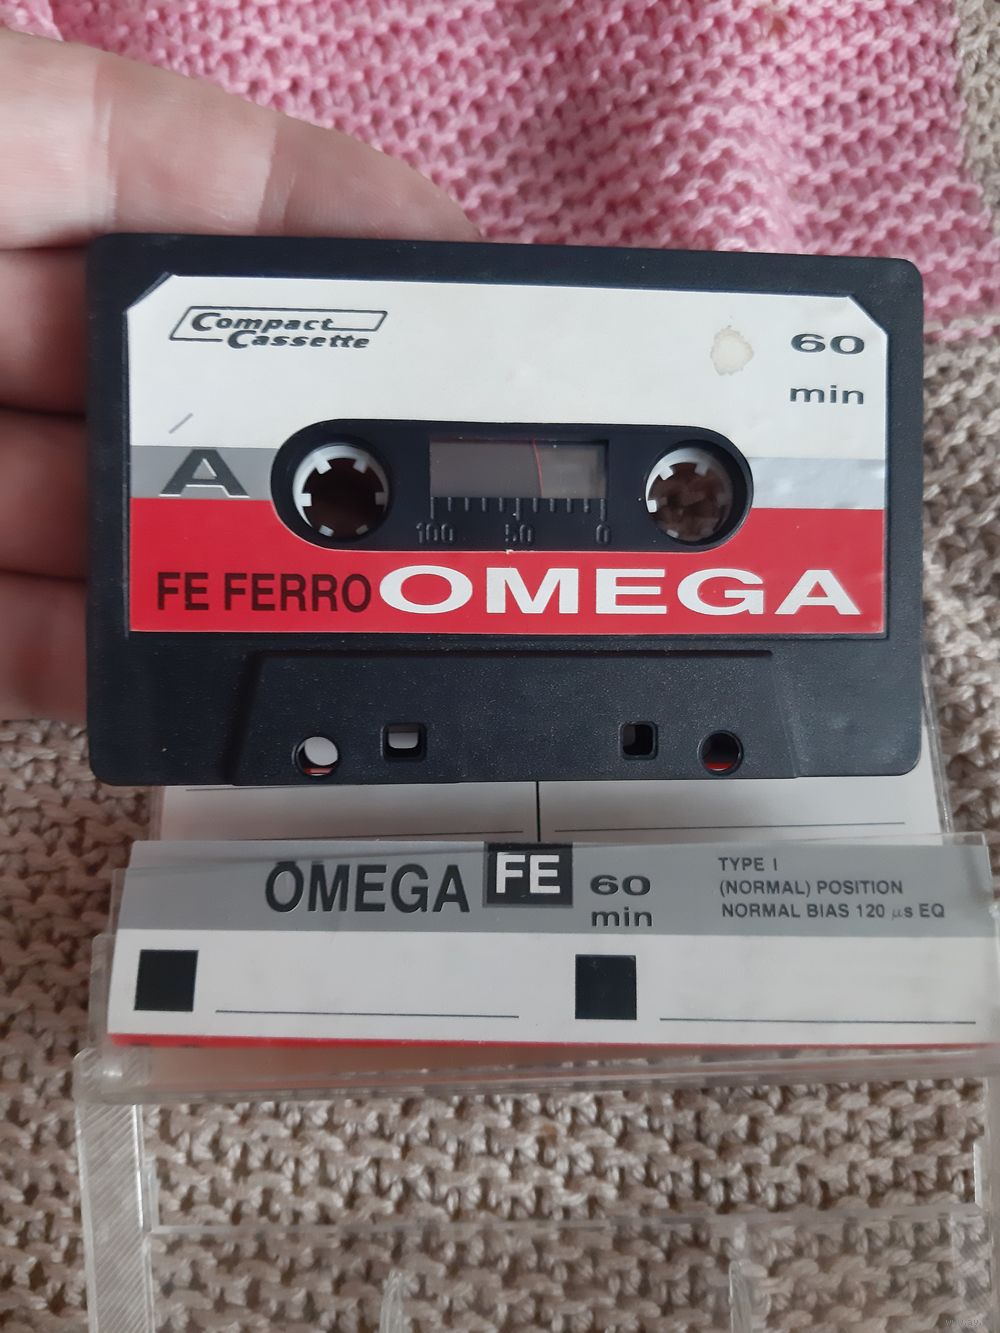 Compact
Cassette
60
min
A
100 50 0
FE FERRO OMEGA
OMEGA FE 60
min
TYPE I
(NORMAL) POSITION
NORMAL BIAS 120 μs EQ